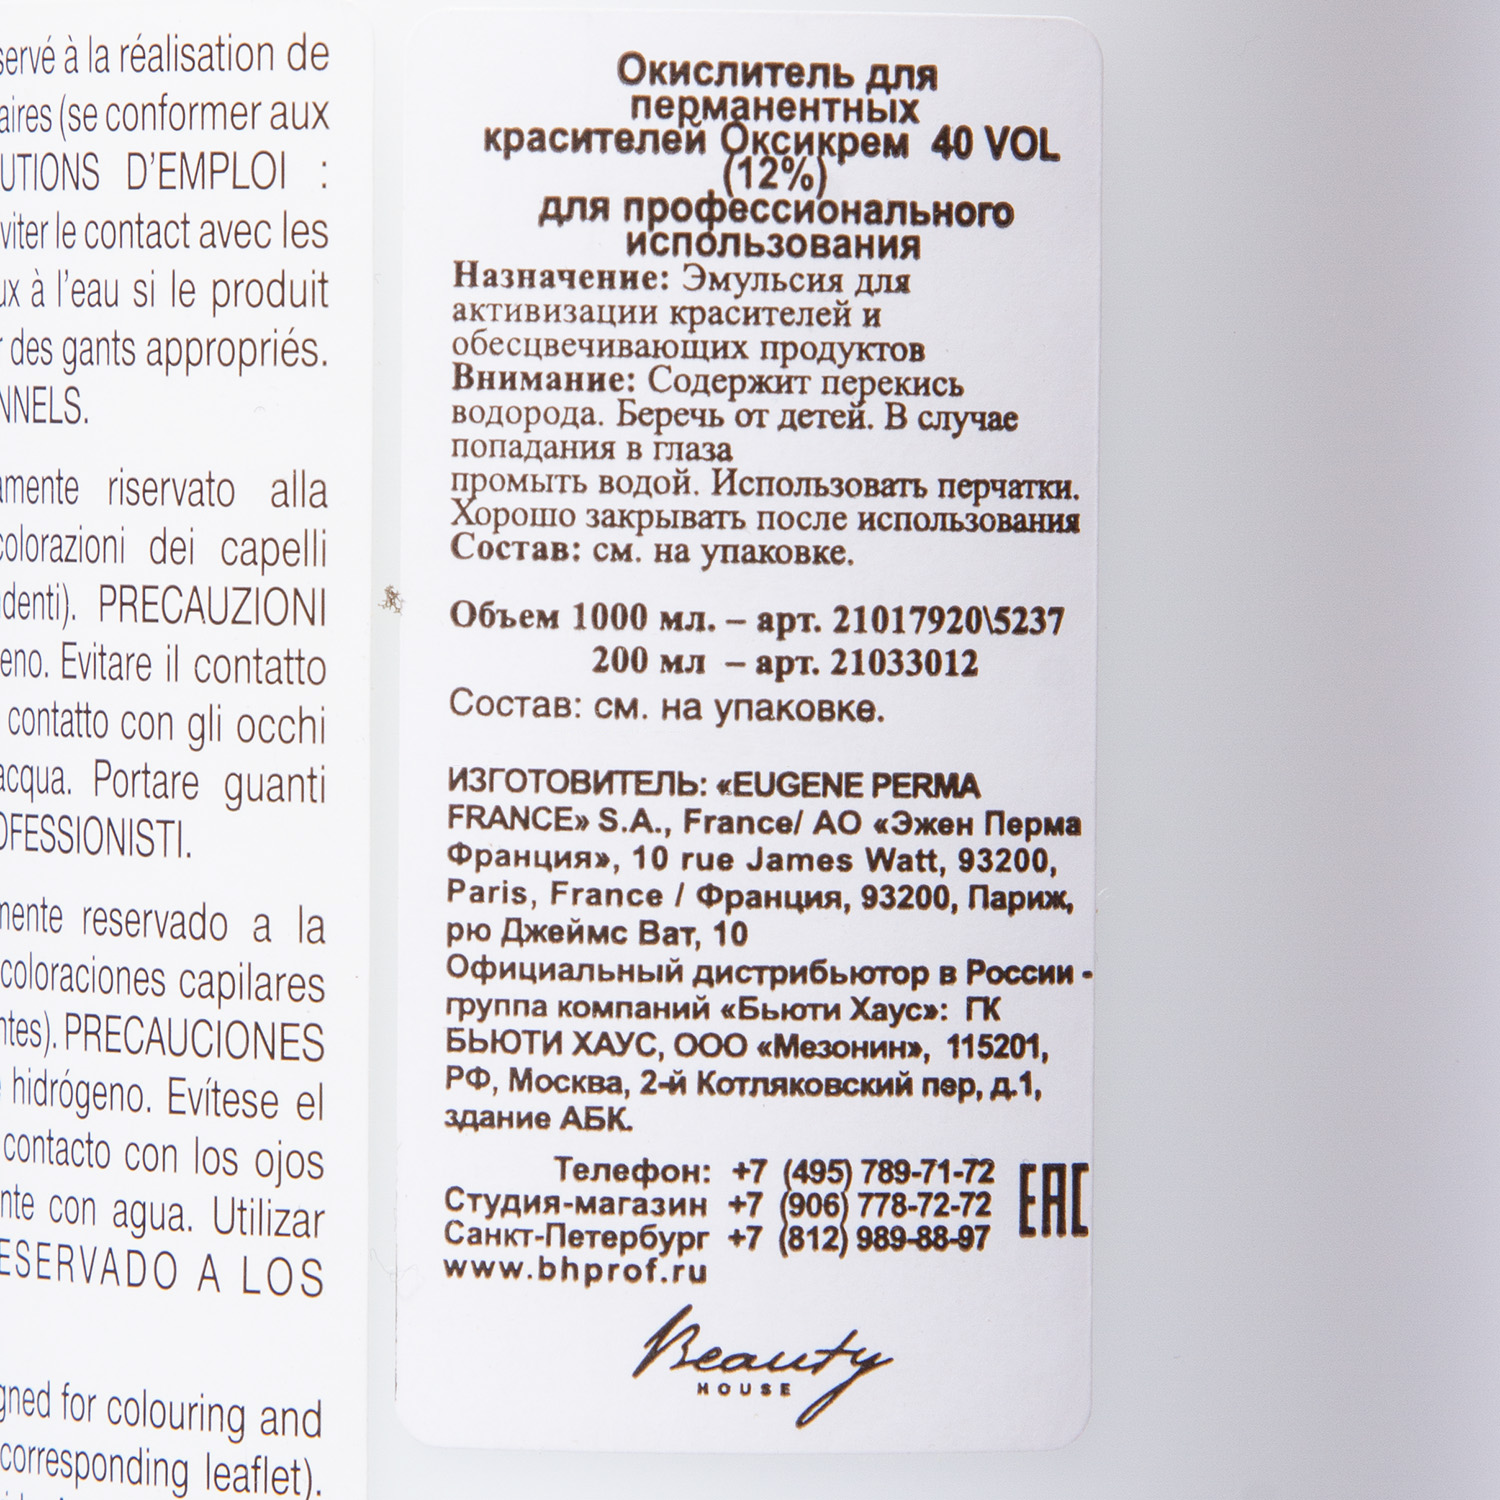 servé à la réalisation de
aires (se conformer aux
UTIONS D'EMPLOI :
viter le contact avec les
ux à l'eau si le produit
des gants appropriés.
NNELS.
amente riservato alla
colorazioni dei capelli
denti). PRECAUZIONI
eno. Evitare il contatto
contatto con gli occhi
acqua. Portare guanti
OFESSIONISTI.
mente reservado a la
coloraciones capilares
ntes). PRECAUCIONES
hidrógeno. Evítese el
contacto con los ojos
nte con agua. Utilizar
ESERVADO A LOS
gned for colouring and
corresponding leaflet).
Окислитель для
перманентных
красителей Оксикрем 40 VOL
(12%)
для профессионального
использования
Назначение: Эмульсия для
активизации красителей и
обесцвечивающих продуктов
Внимание: Содержит перекись
водорода. Беречь от детей. В случае
попадания в глаза
промыть водой. Использовать перчатки.
Хорошо закрывать после использования
Состав: см. на упаковке.
Объем 1000 мл. – арт. 21017920\5237
200 мл – арт. 21033012
Состав: см. на упаковке.
ИЗГОТОВИТЕЛЬ: «EUGENE PERMA
FRANCE» S.A., France/ АО «Эжен Перма
Франция», 10 rue James Watt, 93200,
Paris, France / Франция, 93200, Париж,
рю Джеймс Ват, 10
Официальный дистрибьютор в России -
группа компаний «Бьюти Хаус»: ГК
БЬЮТИ ХАУС, ООО «Мезонин», 115201,
РФ, Москва, 2-й Котляковский пер, д.1,
здание АБК.
Телефон: +7 (495) 789-71-72
Студия-магазин +7 (906) 778-72-72
Санкт-Петербург +7 (812) 989-88-97
www.bhprof.ru
EAC
Beauty
HOUSE